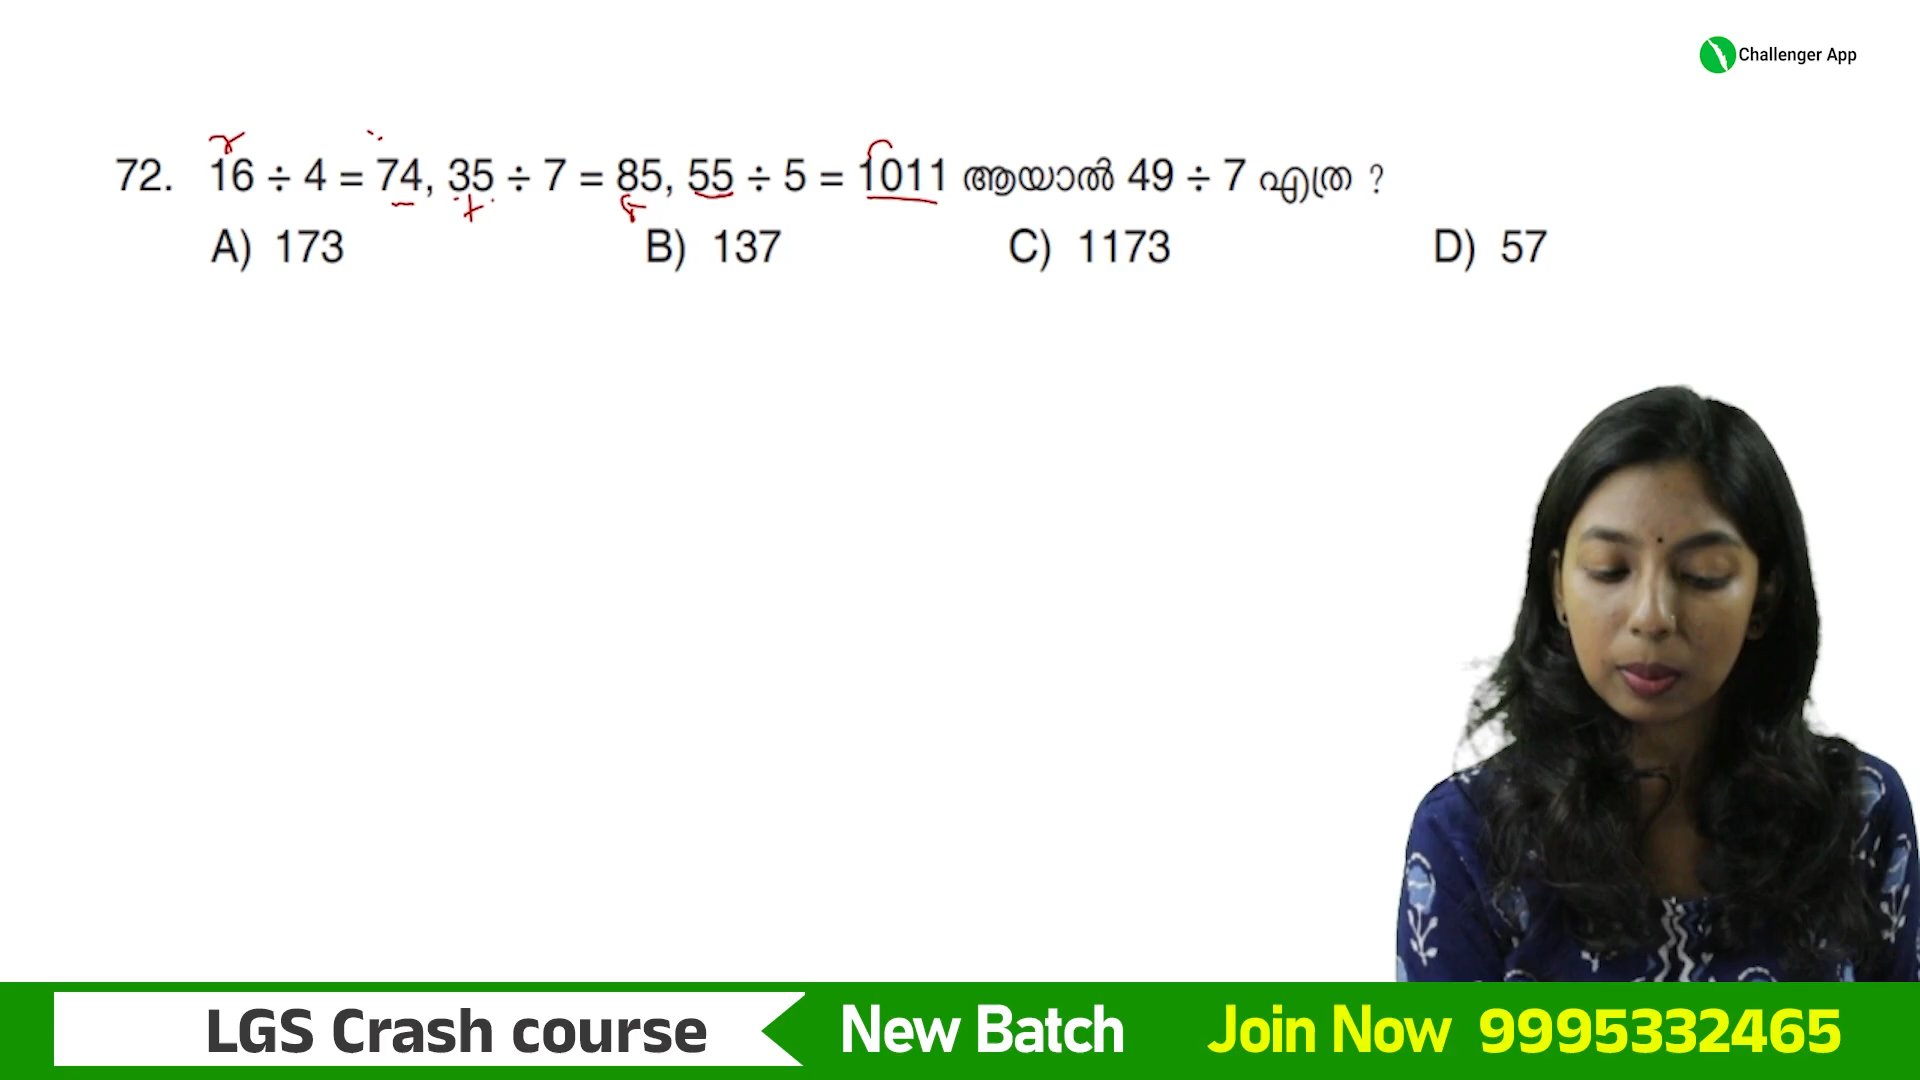 Challenger App
72. 16 ÷ 4 = 74, 35 ÷ 7 = 85, 55 ÷ 5 = 1011 ആയാൽ 49 ÷ 7 എത്ര ?
A) 173 B) 137 C) 1173 D) 57
LGS Crash course New Batch Join Now 9995332465